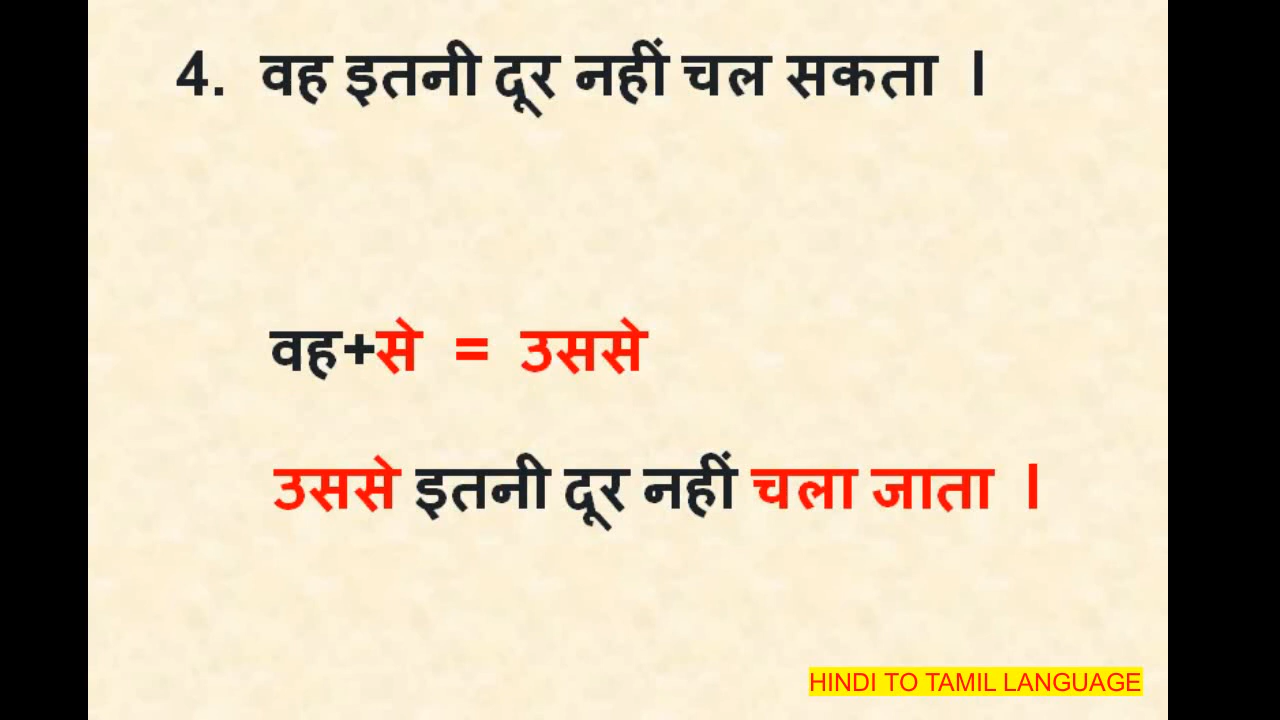 4. वह इतनी दूर नहीं चल सकता ।
वह+से = उससे
उससे इतनी दूर नहीं चला जाता ।
HINDI TO TAMIL LANGUAGE